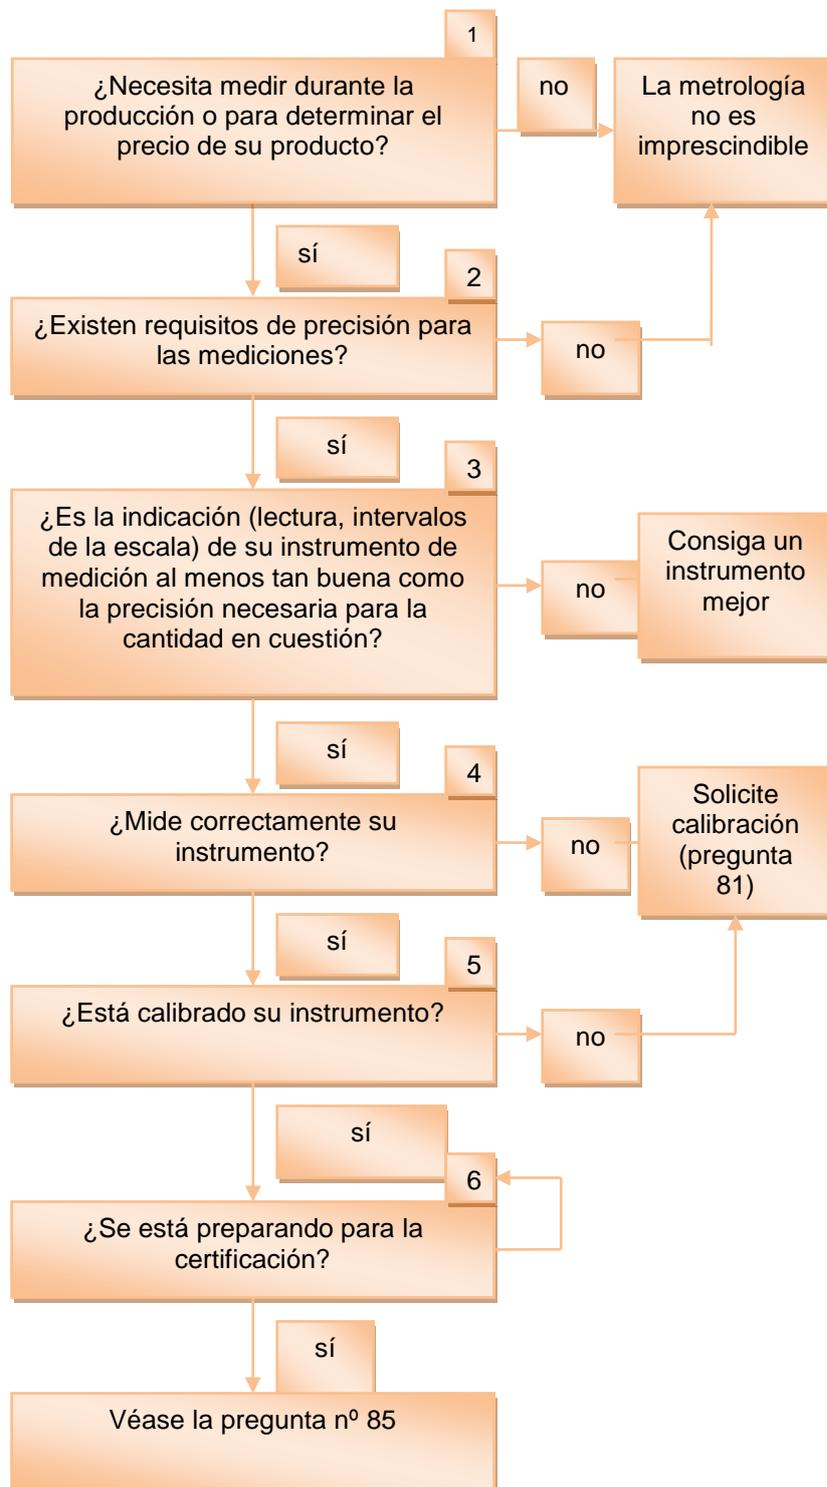 1
¿Necesita medir durante la
producción o para determinar el
precio de su producto?
no
La metrología
no es
imprescindible
sí
2
¿Existen requisitos de precisión para
las mediciones?
no
sí
3
¿Es la indicación (lectura, intervalos
de la escala) de su instrumento de
medición al menos tan buena como
la precisión necesaria para la
cantidad en cuestión?
no
Consiga un
instrumento
mejor
sí
4
¿Mide correctamente su
instrumento?
no
Solicite
calibración
(pregunta
81)
sí
5
¿Está calibrado su instrumento?
no
sí
6
¿Se está preparando para la
certificación?
sí
Véase la pregunta nº 85